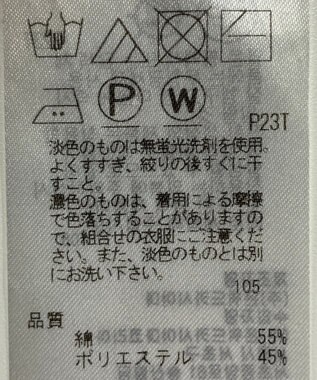 P W
P23T
淡色のものは無蛍光洗剤を使用。
よくすすぎ、絞りの後すぐに干
すこと。
濃色のものは、着用による摩擦
で色落ちすることがありますの
で、組合せの衣服にご注意くだ
さい。また、淡色のものとは別
にお洗い下さい。
105
品質
綿 55%
ポリエステル 45%